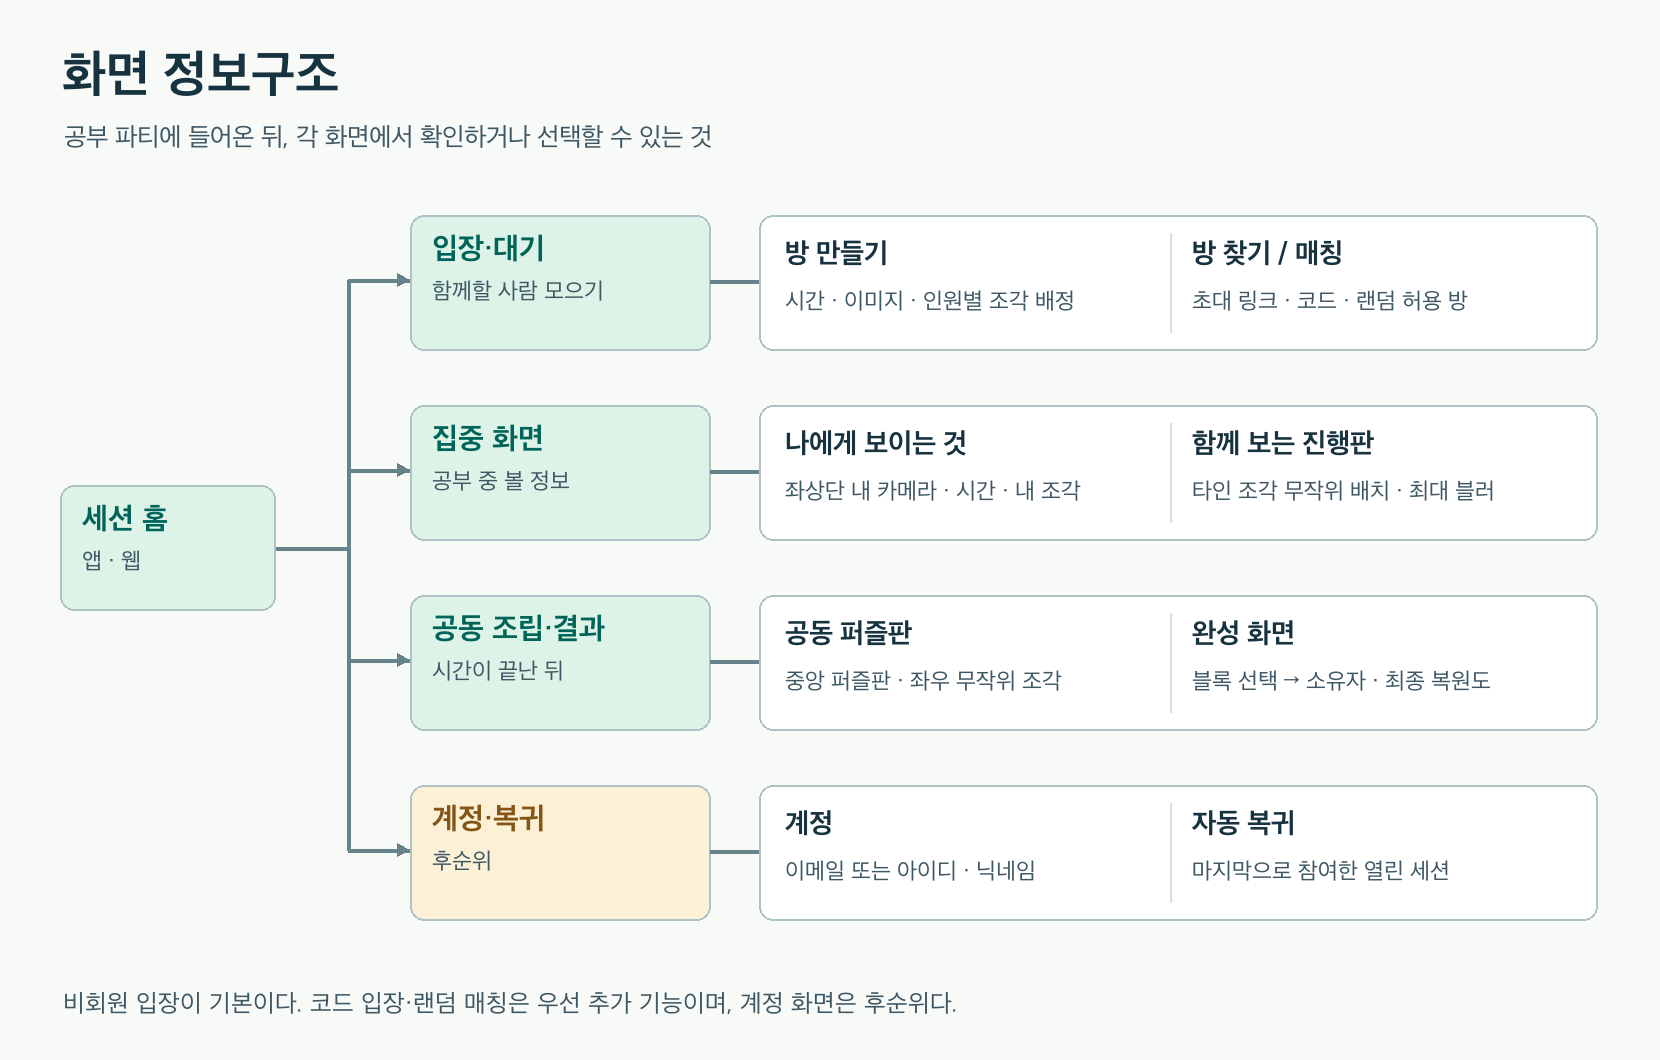 화면 정보구조
공부 파티에 들어온 뒤, 각 화면에서 확인하거나 선택할 수 있는 것
세션 홈
앱 · 웹
입장·대기
함께할 사람 모으기
방 만들기
시간 · 이미지 · 인원별 조각 배정
방 찾기 / 매칭
초대 링크 · 코드 · 랜덤 허용 방
집중 화면
공부 중 볼 정보
나에게 보이는 것
좌상단 내 카메라 · 시간 · 내 조각
함께 보는 진행판
타인 조각 무작위 배치 · 최대 블러
공동 조립·결과
시간이 끝난 뒤
공동 퍼즐판
중앙 퍼즐판 · 좌우 무작위 조각
완성 화면
블록 선택 → 소유자 · 최종 복원도
계정·복귀
후순위
계정
이메일 또는 아이디 · 닉네임
자동 복귀
마지막으로 참여한 열린 세션
비회원 입장이 기본이다. 코드 입장·랜덤 매칭은 우선 추가 기능이며, 계정 화면은 후순위다.